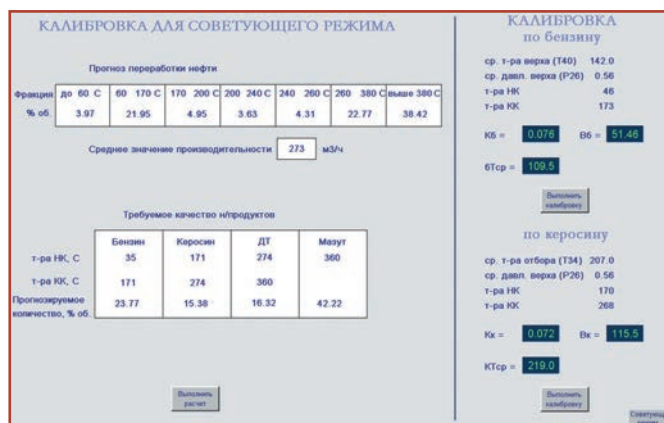 КАЛИБРОВКА ДЛЯ СОВЕТУЮЩЕГО РЕЖИМА
Прогноз переработки нефти
Фракция до 60 С 60 170 С 170 200 С 200 240 С 240 260 С 260 380 С выше 380 С
% об. 3.97 21.95 4.95 3.63 4.31 22.77 38.42
Среднее значение производительности 273 м3/ч
Требуемое качество н/продуктов
Бензин Керосин ДТ Мазут
т-ра НК, С 35 171 274 360
т-ра КК, С 171 274 360
Прогнозируемое
количество, % об. 23.77 15.38 16.32 42.22
Выполнить
расчет
КАЛИБРОВКА
по бензину
ср. т-ра верха (Т40) 142.0
ср. давл. верха (Р26) 0.56
т-ра НК 46
т-ра КК 173
Кб = 0.076 Вб = 51.46
бТср = 109.5
Выполнить
калибровку
по керосину
ср. т-ра отбора (Т34) 207.0
ср. давл. верха (Р26) 0.56
т-ра НК 170
т-ра КК 268
Кк = 0.072 Вк = 115.5
КТср = 219.0
Выполнить
калибровку
Советующ